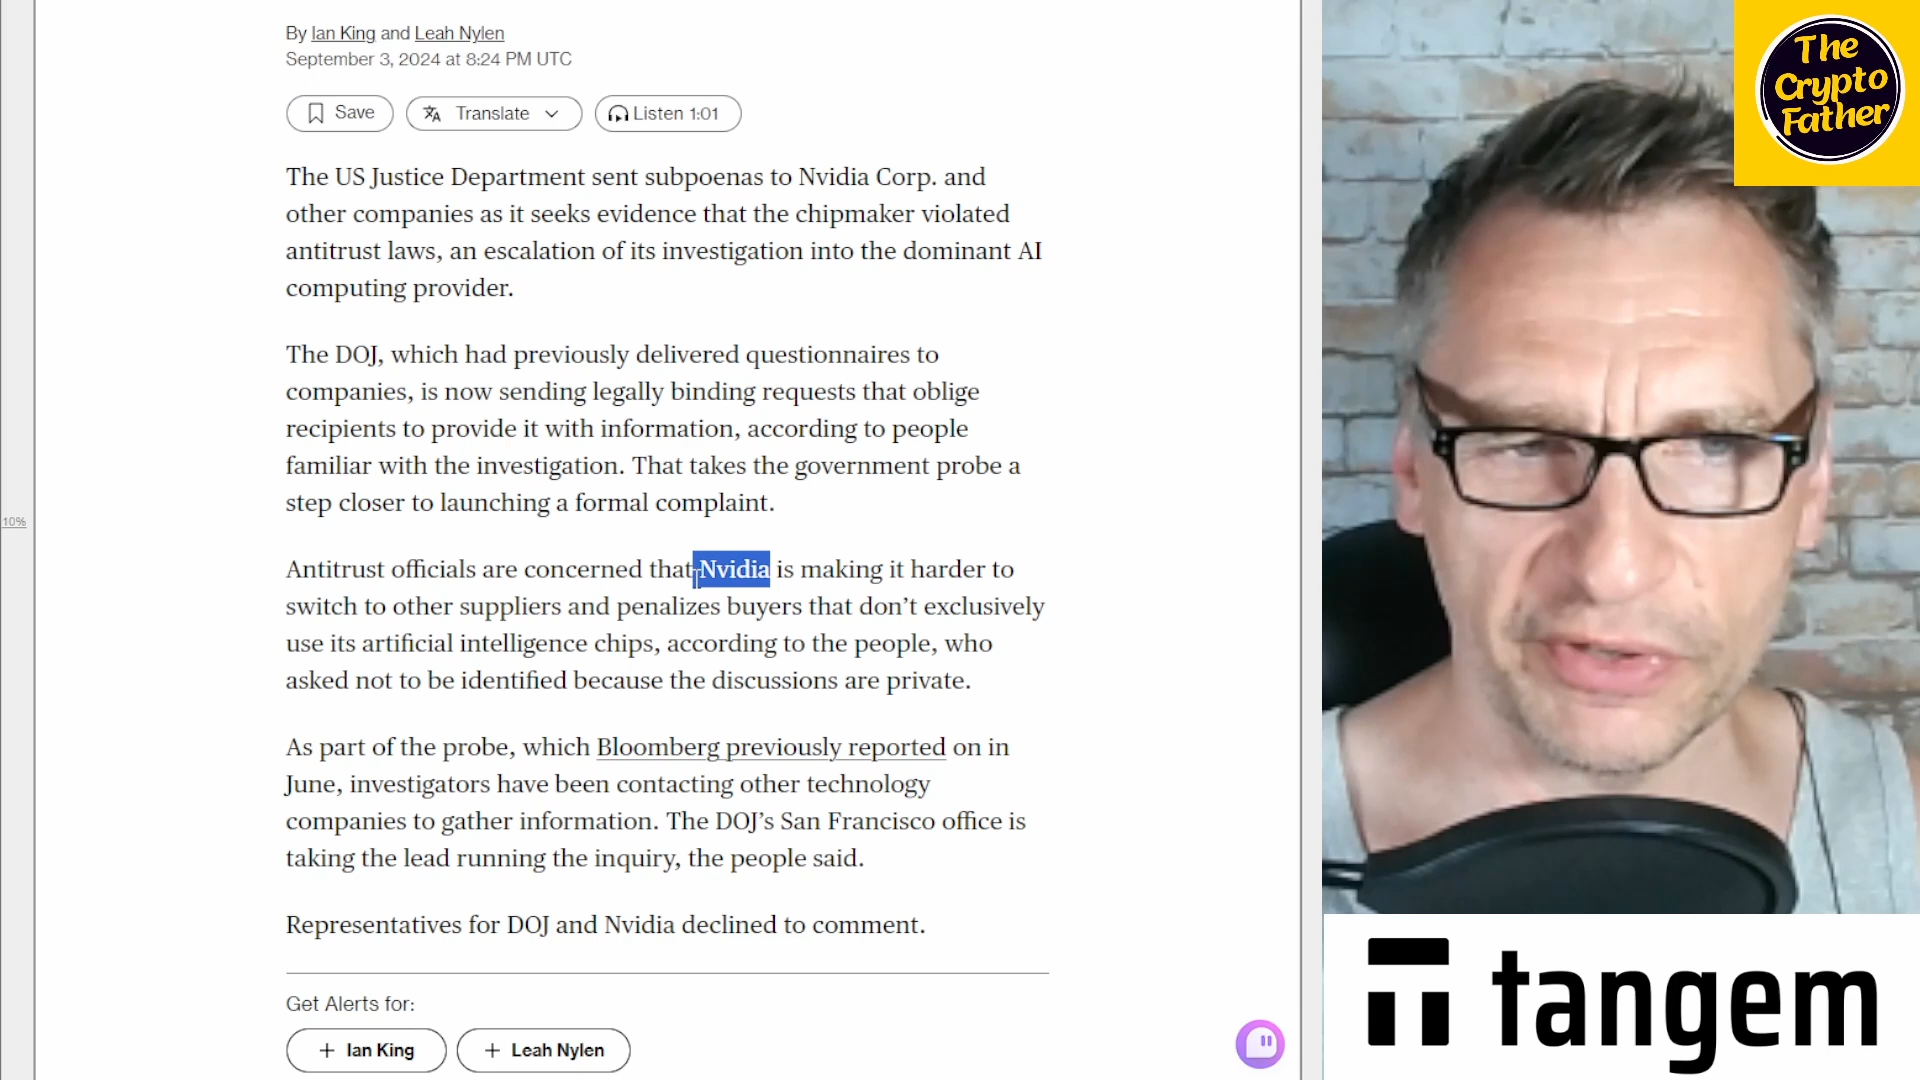 By Ian King and Leah Nylen
September 3, 2024 at 8:24 PM UTC
Save
Translate
Listen 1:01
The US Justice Department sent subpoenas to Nvidia Corp. and
other companies as it seeks evidence that the chipmaker violated
antitrust laws, an escalation of its investigation into the dominant AI
computing provider.
The DOJ, which had previously delivered questionnaires to
companies, is now sending legally binding requests that oblige
recipients to provide it with information, according to people
familiar with the investigation. That takes the government probe a
step closer to launching a formal complaint.
10%
Antitrust officials are concerned that Nvidia is making it harder to
switch to other suppliers and penalizes buyers that don’t exclusively
use its artificial intelligence chips, according to the people, who
asked not to be identified because the discussions are private.
As part of the probe, which Bloomberg previously reported on in
June, investigators have been contacting other technology
companies to gather information. The DOJ’s San Francisco office is
taking the lead running the inquiry, the people said.
Representatives for DOJ and Nvidia declined to comment.
Get Alerts for:
+ Ian King
+ Leah Nylen
The
Crypto
Father
tangem